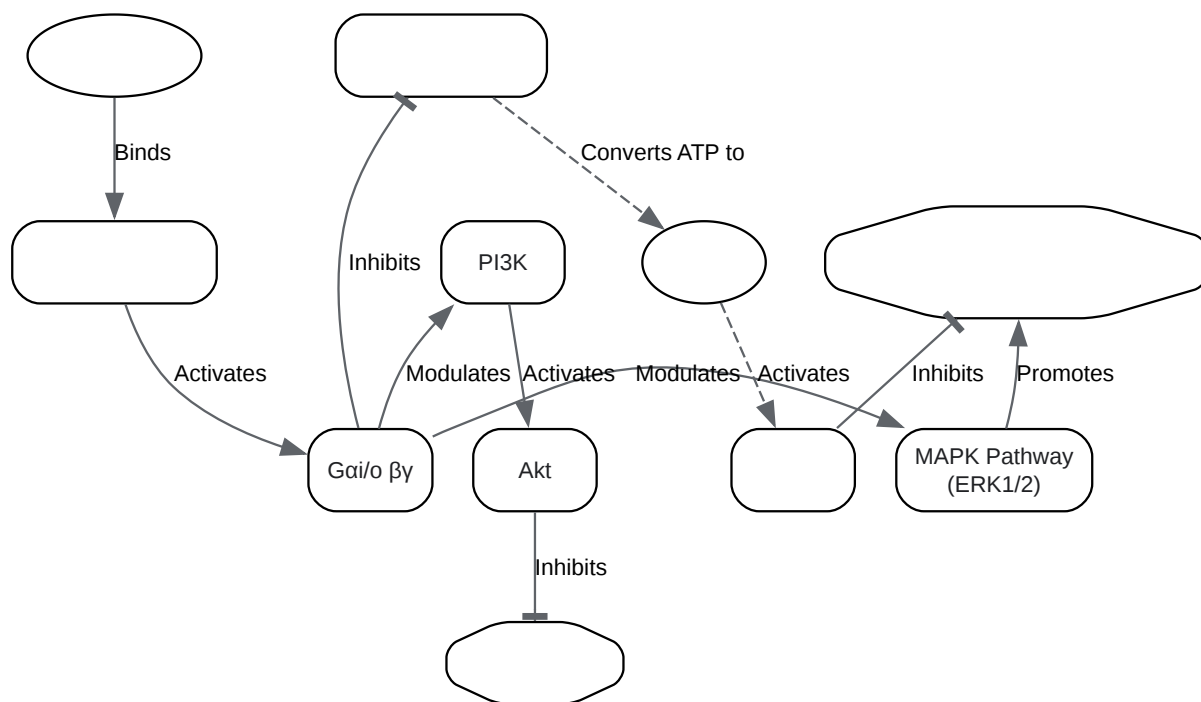 Binds
Converts ATP to
Inhibits
PI3K
Activates
Modulates
Activates
Modulates
Activates
Inhibits
Promotes
Gαi/o βγ
Akt
MAPK Pathway
(ERK1/2)
Inhibits